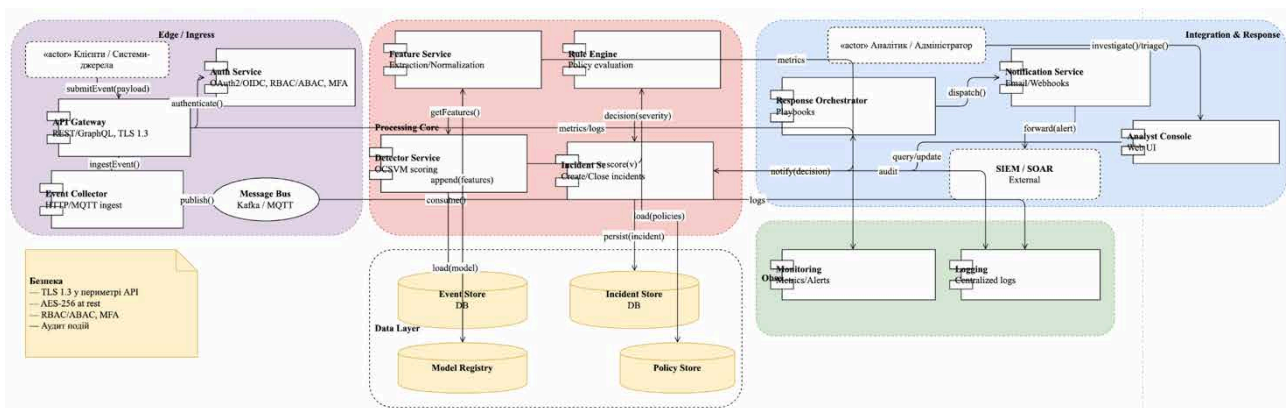 Edge / Ingress
«actor» Клієнти / Системи-
джерела
Auth Service
OAuth2/OIDC, RBAC/ABAC, MFA
submitEvent(payload)
authenticate()
API Gateway
REST/GraphQL, TLS 1.3
ingestEvent()
Event Collector
HTTP/MQTT ingest
publish()
Message Bus
Kafka / MQTT
Безпека
— TLS 1.3 у периметрі API
— AES-256 at rest
— RBAC/ABAC, MFA
— Аудит подій
Feature Service
Extraction/Normalization
Rule Engine
Policy evaluation
getFeatures()
decision(severity)
Processing Core
metrics/logs
Detector Service
OCSVM scoring
Incident Se
score(v)
Create/Close incidents
append(features)
consume()
load(policies)
persist(incident)
load(model)
Event Store
DB
Incident Store
DB
Data Layer
Model Registry
Policy Store
Integration & Response
«actor» Аналітик / Адміністратор
investigate()/triage()
metrics
Notification Service
Email/Webhooks
Response Orchestrator
Playbooks
dispatch()
forward(alert)
Analyst Console
Web UI
query/update
notify(decision)
audit
SIEM / SOAR
External
logs
Monitoring
Metrics/Alerts
Logging
Centralized logs